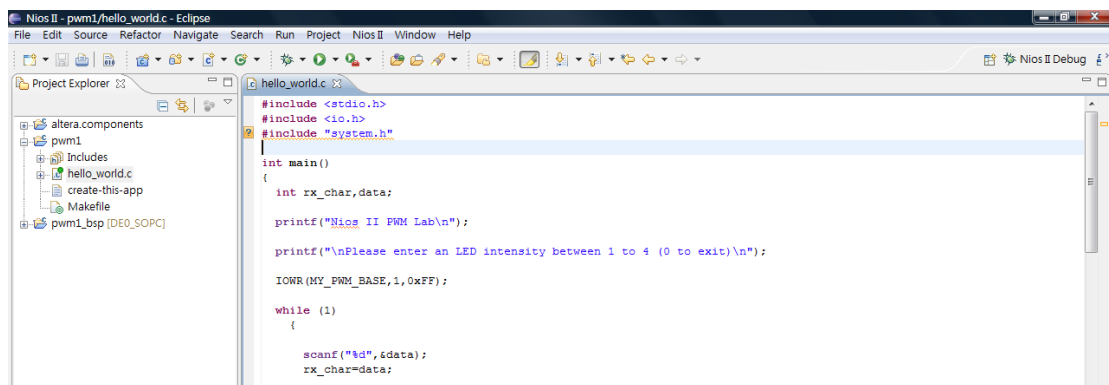 Nios II - pwm1/hello_world.c - Eclipse
File Edit Source Refactor Navigate Search Run Project Nios II Window Help
Nios II Debug
Project Explorer
hello_world.c
altera.components
pwm1
Includes
hello_world.c
create-this-app
Makefile
pwm1_bsp [DE0_SOPC]
#include <stdio.h>
#include <io.h>
#include "system.h"
int main()
{
int rx_char,data;
printf("Nios II PWM Lab\n");
printf("\nPlease enter an LED intensity between 1 to 4 (0 to exit)\n");
IOWR(MY_PWM_BASE,1,0xFF);
while (1)
{
scanf("%d",&data);
rx_char=data;